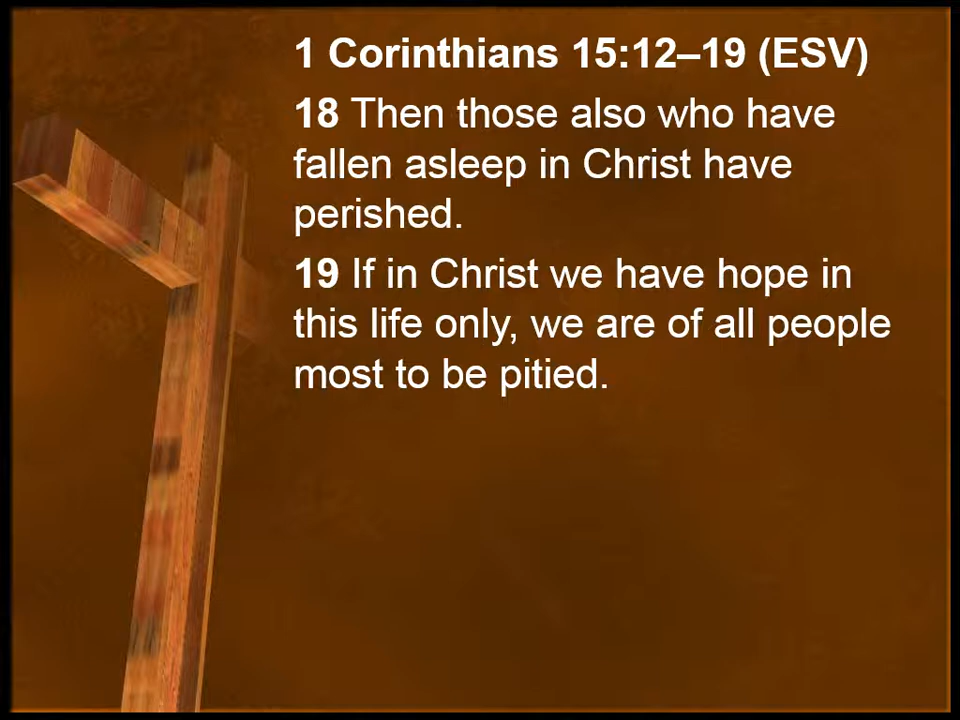 1 Corinthians 15:12–19 (ESV)
18 Then those also who have
fallen asleep in Christ have
perished.
19 If in Christ we have hope in
this life only, we are of all people
most to be pitied.